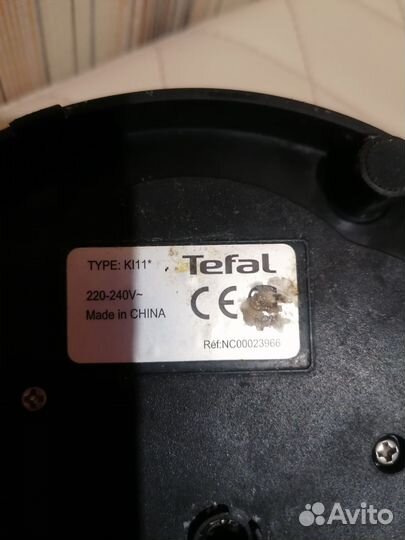 TYPE: KI11*
Tefal
220-240V~
CE
Made in CHINA
Réf:NC00023966
Avito